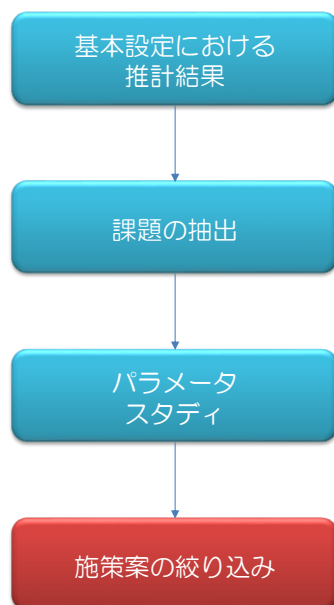 基本設定における
推計結果
課題の抽出
パラメータ
スタディ
施策案の絞り込み